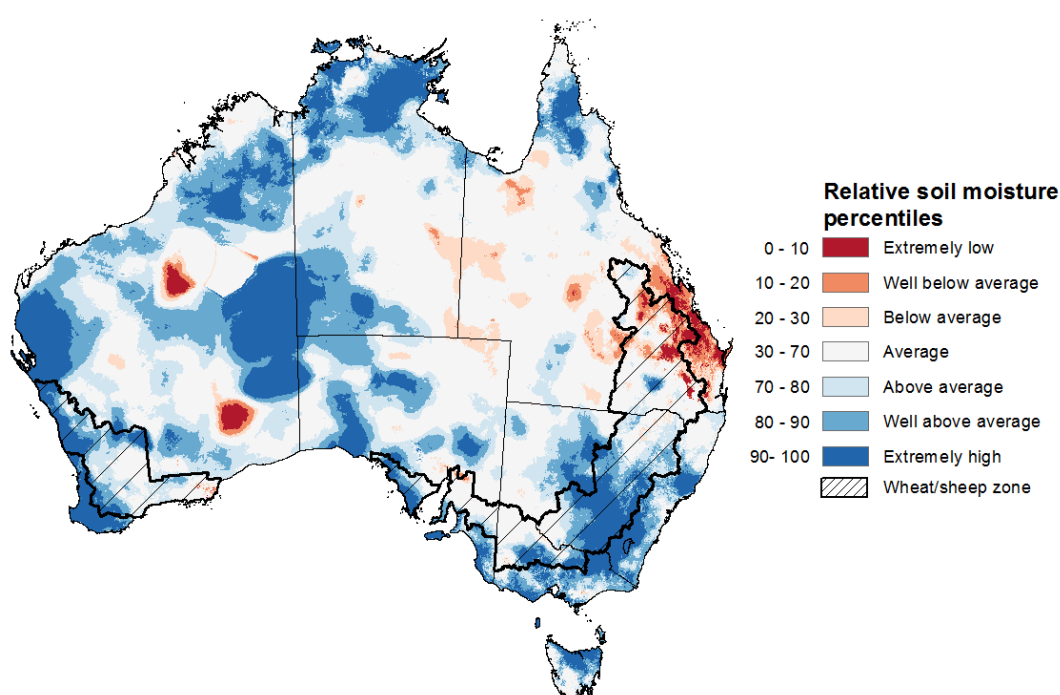 Relative soil moisture
percentiles
0 - 10 Extremely low
10 - 20 Well below average
20 - 30 Below average
30 - 70 Average
70 - 80 Above average
80 - 90 Well above average
90- 100 Extremely high
Wheat/sheep zone